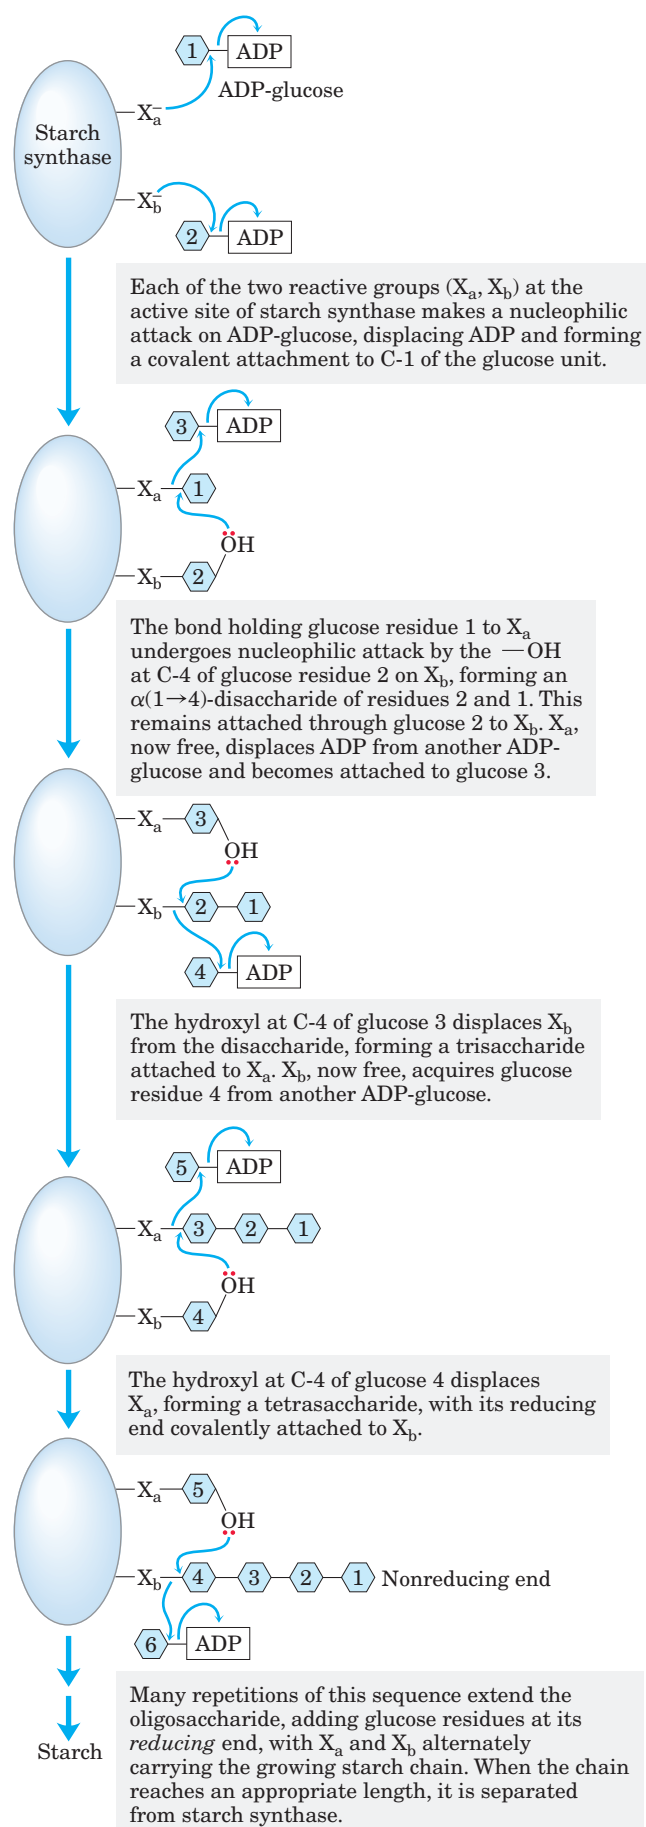 1 ADP
ADP-glucose
Xa⁻
Starch
synthase
Xb⁻
2 ADP
Each of the two reactive groups (Xa, Xb) at the
active site of starch synthase makes a nucleophilic
attack on ADP-glucose, displacing ADP and forming
a covalent attachment to C-1 of the glucose unit.
3 ADP
Xa 1
OH
Xb 2
The bond holding glucose residue 1 to Xa
undergoes nucleophilic attack by the —OH
at C-4 of glucose residue 2 on Xb, forming an
α(1→4)-disaccharide of residues 2 and 1. This
remains attached through glucose 2 to Xb. Xa,
now free, displaces ADP from another ADP-
glucose and becomes attached to glucose 3.
Xa 3
OH
Xb 2 1
4 ADP
The hydroxyl at C-4 of glucose 3 displaces Xb
from the disaccharide, forming a trisaccharide
attached to Xa. Xb, now free, acquires glucose
residue 4 from another ADP-glucose.
5 ADP
Xa 3 2 1
OH
Xb 4
The hydroxyl at C-4 of glucose 4 displaces
Xa, forming a tetrasaccharide, with its reducing
end covalently attached to Xb.
Xa 5
OH
Xb 4 3 2 1 Nonreducing end
6 ADP
Many repetitions of this sequence extend the
oligosaccharide, adding glucose residues at its
reducing end, with Xa and Xb alternately
carrying the growing starch chain. When the chain
reaches an appropriate length, it is separated
from starch synthase.
Starch